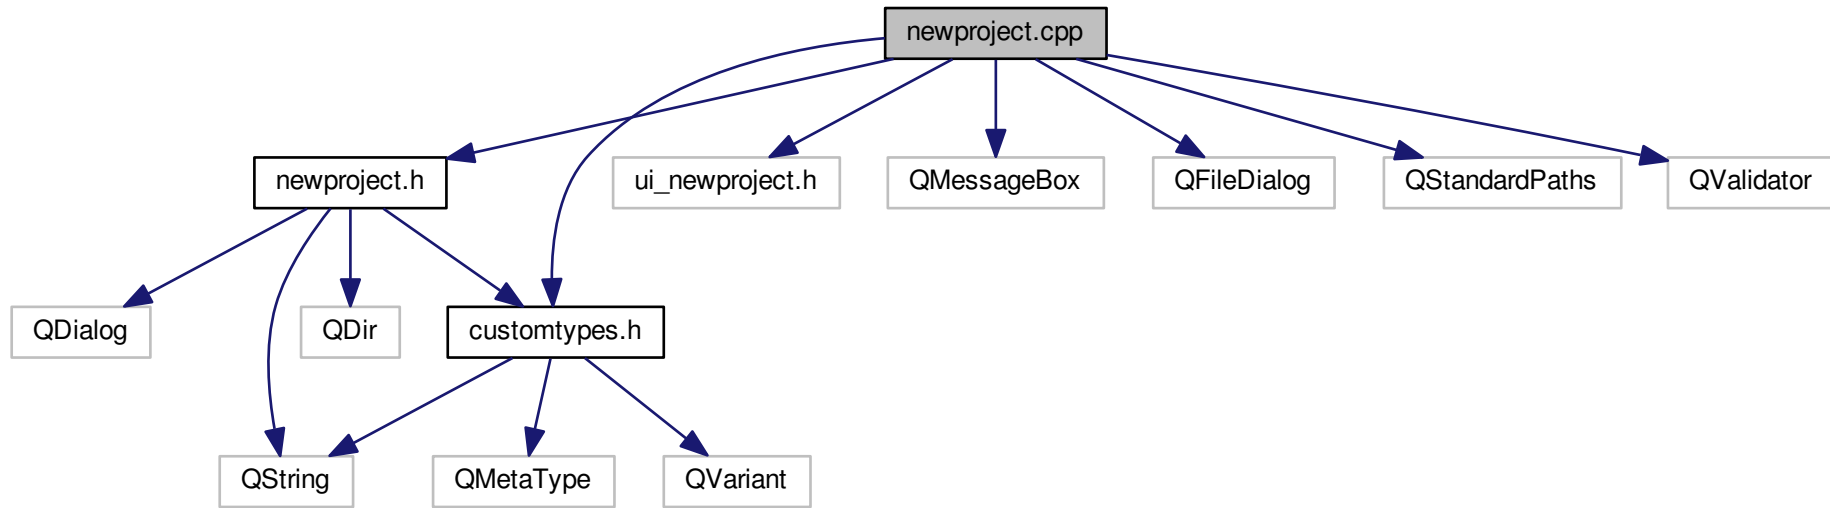 newproject.cpp
newproject.h
ui_newproject.h
QMessageBox
QFileDialog
QStandardPaths
QValidator
QDialog
QDir
customtypes.h
QString
QMetaType
QVariant